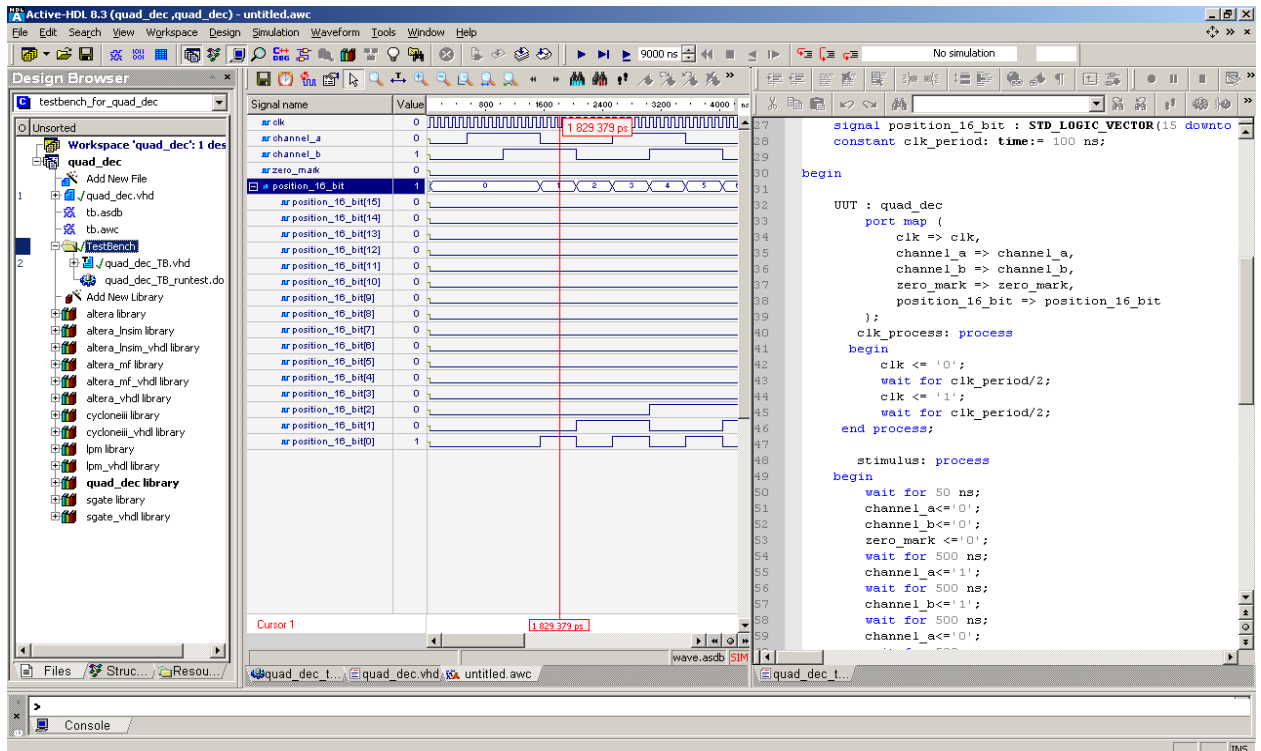 Active-HDL 8.3 (quad_dec ,quad_dec) - untitled.awc
File Edit Search View Workspace Design Simulation Waveform Tools Window Help
9000 ns
No simulation
Design Browser
testbench_for_quad_dec
Unsorted
Workspace 'quad_dec': 1 des
quad_dec
Add New File
1 quad_dec.vhd
tb.asdb
tb.awc
TestBench
2 quad_dec_TB.vhd
quad_dec_TB_runtest.do
Add New Library
altera library
altera_lnsim library
altera_lnsim_vhdl library
altera_mf library
altera_mf_vhdl library
altera_vhdl library
cycloneiii library
cycloneiii_vhdl library
lpm library
lpm_vhdl library
quad_dec library
sgate library
sgate_vhdl library
Files Struc... Resou...
Signal name Value 800 1600 2400 3200 4000 ns
clk 0
1 829 379 ps
channel_a 0
channel_b 1
zero_mark 0
position_16_bit 1 0 1 2 3 4 5
position_16_bit[15] 0
position_16_bit[14] 0
position_16_bit[13] 0
position_16_bit[12] 0
position_16_bit[11] 0
position_16_bit[10] 0
position_16_bit[9] 0
position_16_bit[8] 0
position_16_bit[7] 0
position_16_bit[6] 0
position_16_bit[5] 0
position_16_bit[4] 0
position_16_bit[3] 0
position_16_bit[2] 0
position_16_bit[1] 0
position_16_bit[0] 1
Cursor 1 1 829 379 ps
wave.asdb SIM
quad_dec_t... quad_dec.vhd untitled.awc
27 signal position_16_bit : STD_LOGIC_VECTOR(15 downto
28 constant clk_period: time:= 100 ns;
29
30 begin
31
32 UUT : quad_dec
33 port map (
34 clk => clk,
35 channel_a => channel_a,
36 channel_b => channel_b,
37 zero_mark => zero_mark,
38 position_16_bit => position_16_bit
39 );
40 clk_process: process
41 begin
42 clk <= '0';
43 wait for clk_period/2;
44 clk <= '1';
45 wait for clk_period/2;
46 end process;
47
48 stimulus: process
49 begin
50 wait for 50 ns;
51 channel_a<='0';
52 channel_b<='0';
53 zero_mark <='0';
54 wait for 500 ns;
55 channel_a<='1';
56 wait for 500 ns;
57 channel_b<='1';
58 wait for 500 ns;
59 channel_a<='0';
quad_dec_t...
>
Console
INS